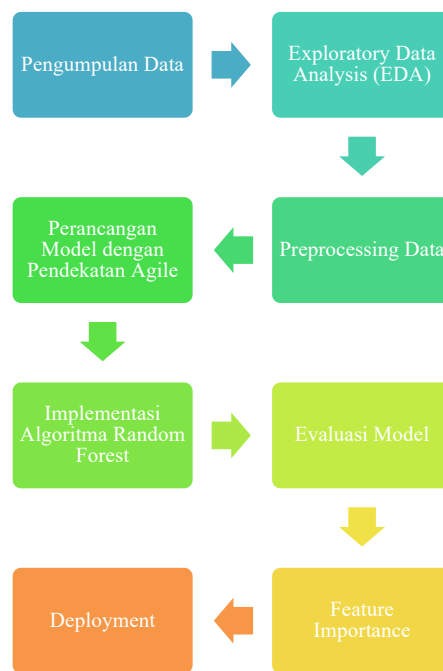 Pengumpulan Data
Exploratory Data
Analysis (EDA)
Preprocessing Data
Perancangan
Model dengan
Pendekatan Agile
Implementasi
Algoritma Random
Forest
Evaluasi Model
Feature
Importance
Deployment